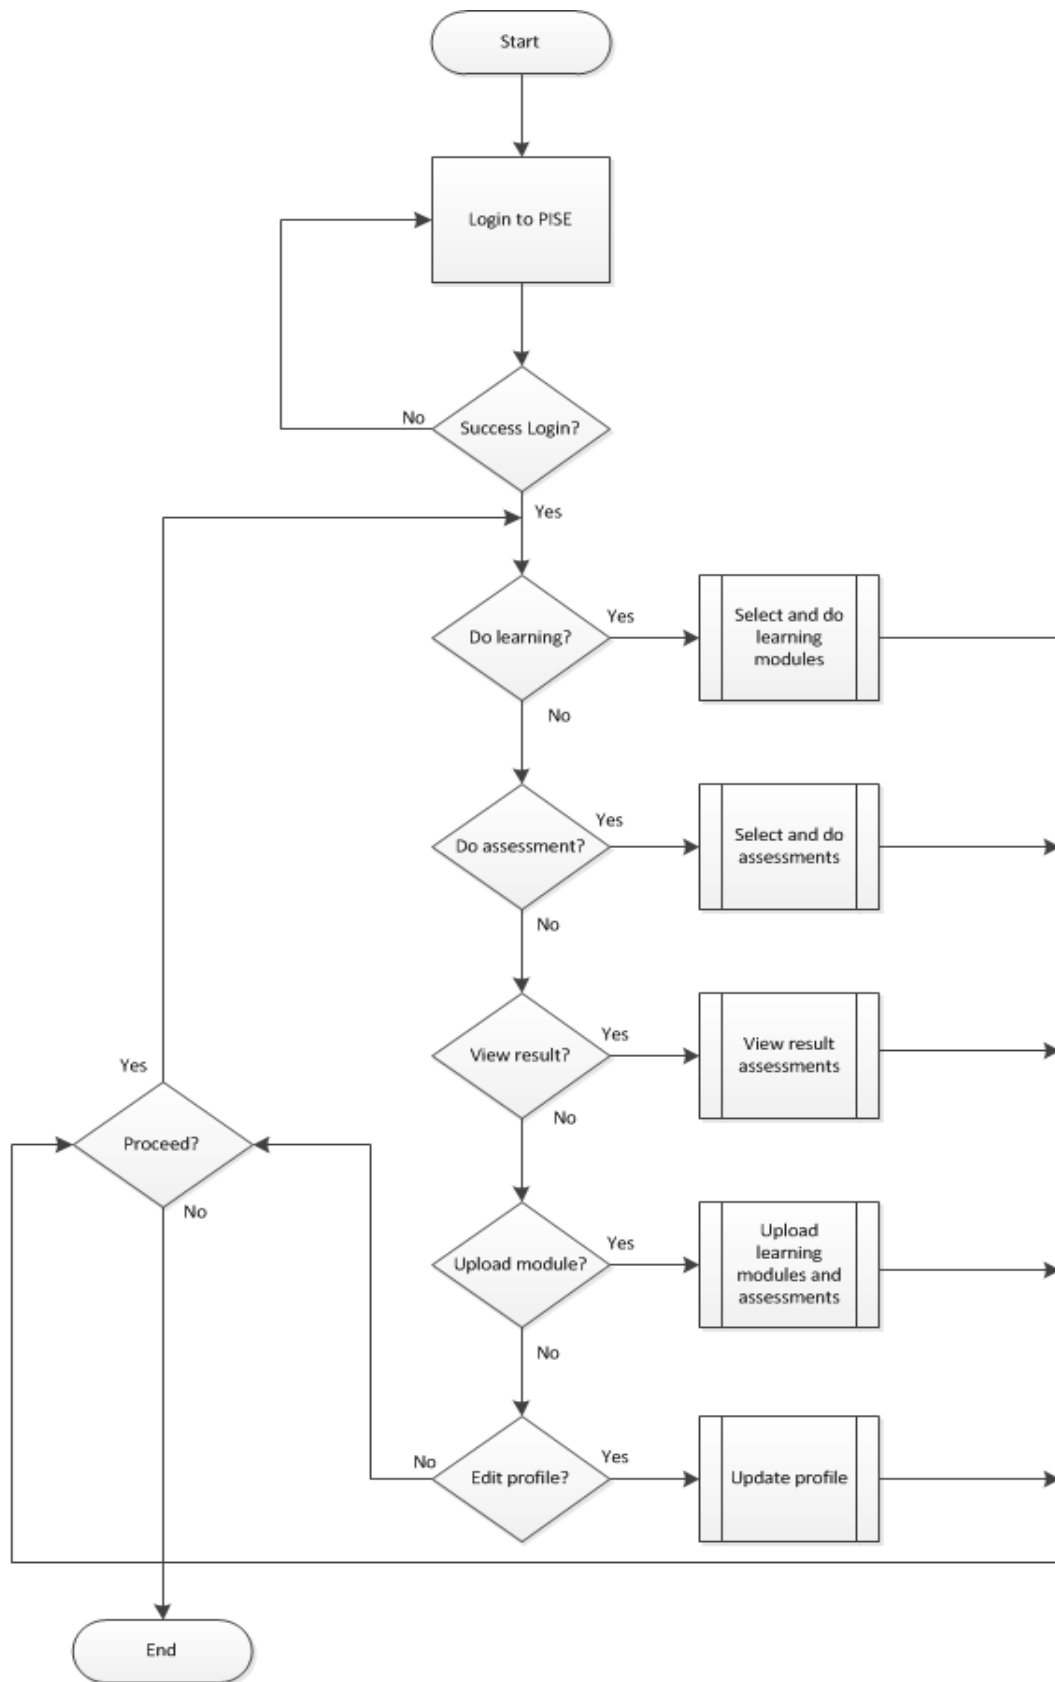 Start
Login to PISE
No
Success Login?
Yes
Yes
Do learning?
Select and do
learning
modules
No
Yes
Do assessment?
Select and do
assessments
No
Yes
View result?
View result
assessments
Yes
No
Proceed?
No
Yes
Upload module?
Upload
learning
modules and
assessments
No
No
Yes
Edit profile?
Update profile
End